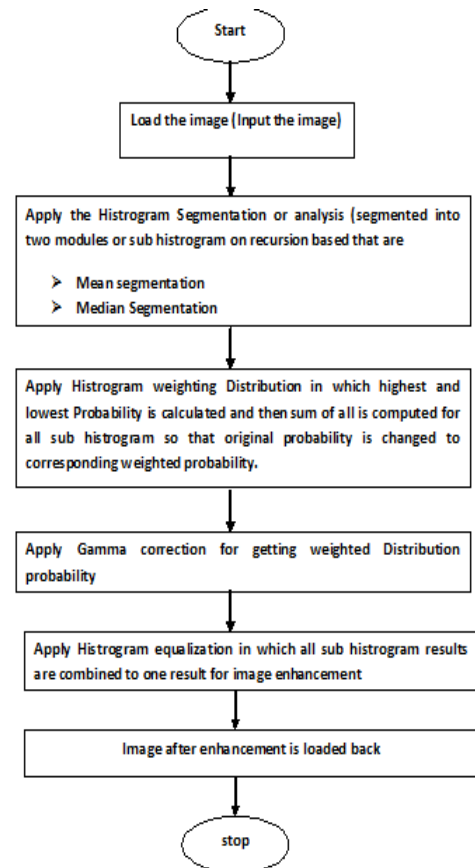 Start
Load the image (Input the image)
Apply the Histrogram Segmentation or analysis (segmented into
two modules or sub histrogram on recursion based that are
➤ Mean segmentation
➤ Median Segmentation
Apply Histrogram weighting Distribution in which highest and
lowest Probability is calculated and then sum of all is computed for
all sub histrogram so that original probability is changed to
corresponding weighted probability.
Apply Gamma correction for getting weighted Distribution
probability
Apply Histrogram equalization in which all sub histrogram results
are combined to one result for image enhancement
Image after enhancement is loaded back
stop